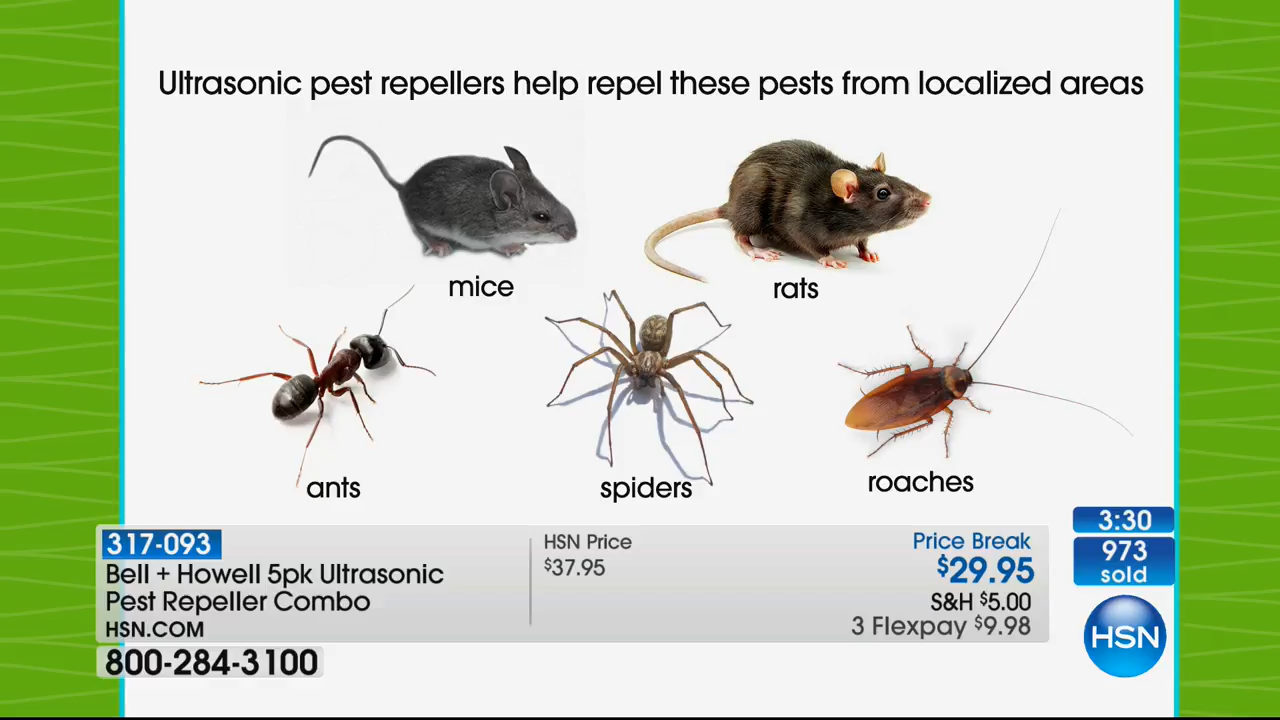 Ultrasonic pest repellers help repel these pests from localized areas
mice
rats
ants
spiders
roaches
317-093
Bell + Howell 5pk Ultrasonic
Pest Repeller Combo
HSN.COM
800-284-3100
HSN Price
$37.95
Price Break
$29.95
S&H $5.00
3 Flexpay $9.98
3:30
973
sold
HSN